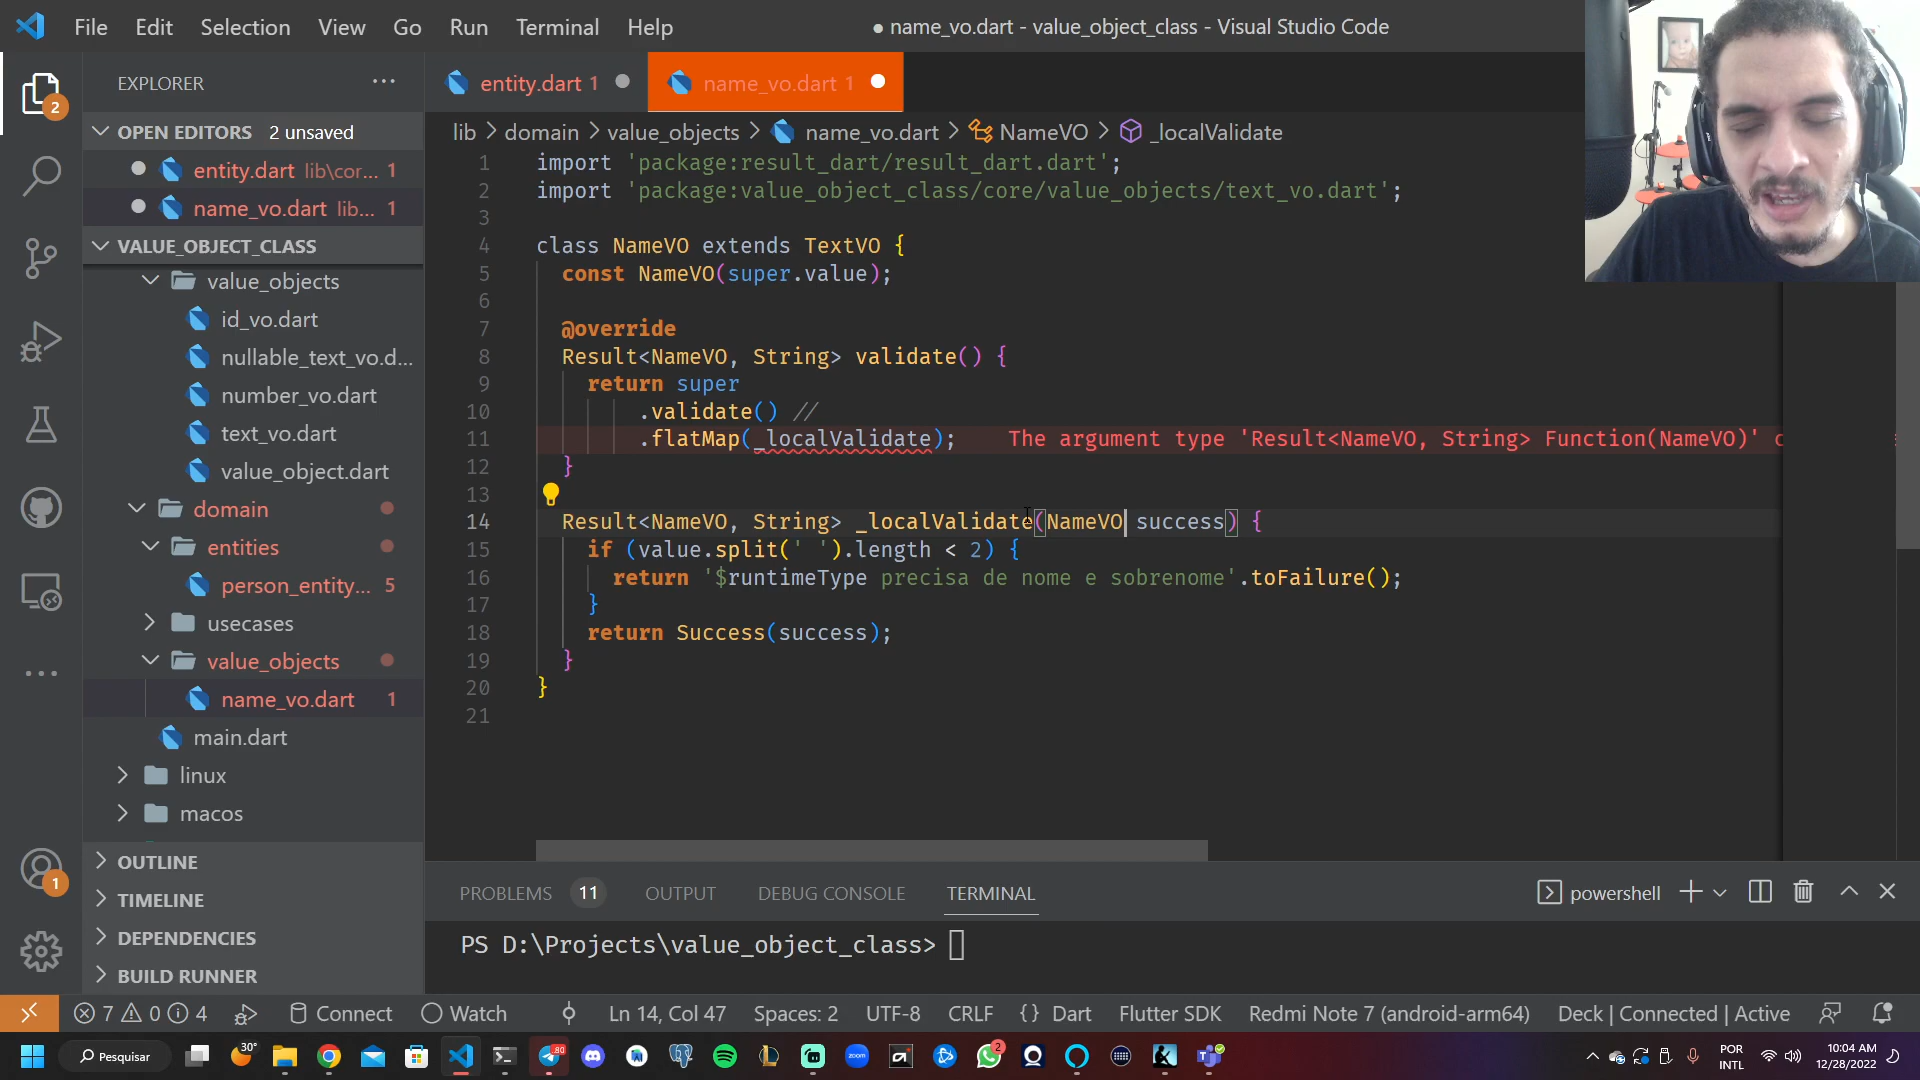 File Edit Selection View Go Run Terminal Help
● name_vo.dart - value_object_class - Visual Studio Code
EXPLORER ...
OPEN EDITORS 2 unsaved
entity.dart lib\cor... 1
name_vo.dart lib... 1
VALUE_OBJECT_CLASS
value_objects
id_vo.dart
nullable_text_vo.d...
number_vo.dart
text_vo.dart
value_object.dart
domain
entities
person_entity... 5
usecases
value_objects
name_vo.dart 1
main.dart
linux
macos
OUTLINE
TIMELINE
DEPENDENCIES
BUILD RUNNER
2
1
entity.dart 1
name_vo.dart 1
lib > domain > value_objects > name_vo.dart > NameVO > _localValidate
1 import 'package:result_dart/result_dart.dart';
2 import 'package:value_object_class/core/value_objects/text_vo.dart';
3
4 class NameVO extends TextVO {
5 const NameVO(super.value);
6
7 @override
8 Result<NameVO, String> validate() {
9 return super
10 .validate() //
11 .flatMap(_localValidate); The argument type 'Result<NameVO, String> Function(NameVO)' c
12 }
13
14 Result<NameVO, String> _localValidate(NameVO success) {
15 if (value.split(' ').length < 2) {
16 return '$runtimeType precisa de nome e sobrenome'.toFailure();
17 }
18 return Success(success);
19 }
20 }
21
PROBLEMS 11 OUTPUT DEBUG CONSOLE TERMINAL
powershell
PS D:\Projects\value_object_class>
7 0 4 Connect Watch Ln 14, Col 47 Spaces: 2 UTF-8 CRLF {} Dart Flutter SDK Redmi Note 7 (android-arm64) Deck | Connected | Active
30°
Pesquisar
80
zoom
2
POR
INTL
10:04 AM
12/28/2022